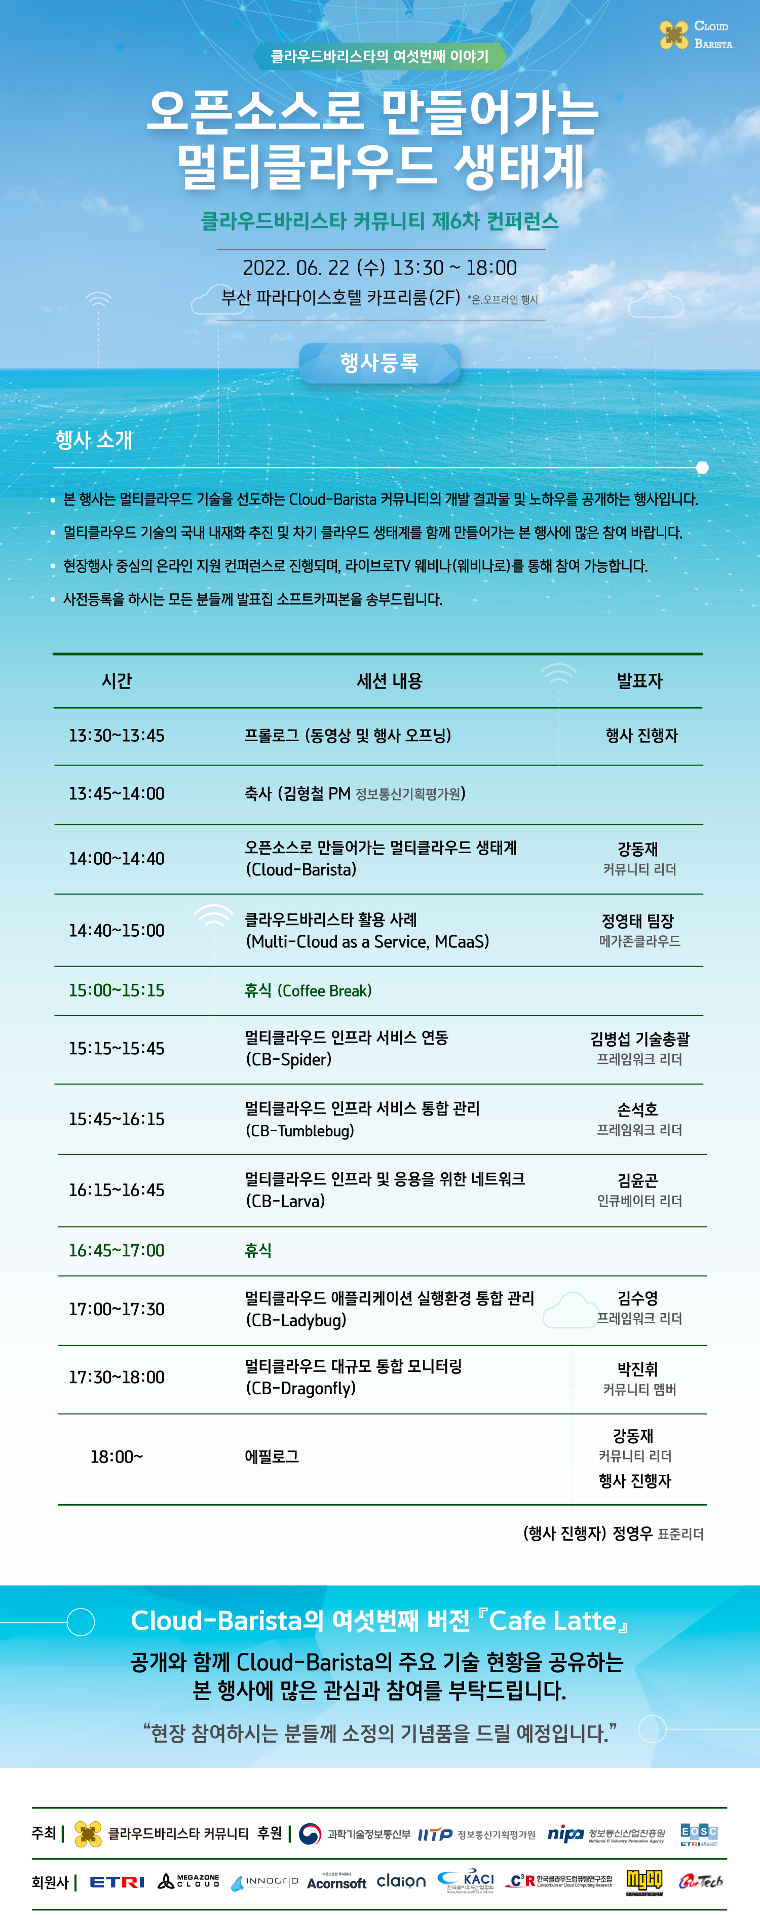 CLOUD
BARISTA
클라우드바리스타의 여섯번째 이야기
오픈소스로 만들어가는
멀티클라우드 생태계
클라우드바리스타 커뮤니티 제6차 컨퍼런스
2022. 06. 22 (수) 13:30 ~ 18:00
부산 파라다이스호텔 카프리룸(2F) *온.오프라인 행사
행사등록
행사 소개
• 본 행사는 멀티클라우드 기술을 선도하는 Cloud-Barista 커뮤니티의 개발 결과물 및 노하우를 공개하는 행사입니다.
• 멀티클라우드 기술의 국내 내재화 추진 및 차기 클라우드 생태계를 함께 만들어가는 본 행사에 많은 참여 바랍니다.
• 현장행사 중심의 온라인 지원 컨퍼런스로 진행되며, 라이브로TV 웨비나(웨비나로)를 통해 참여 가능합니다.
• 사전등록을 하시는 모든 분들께 발표집 소프트카피본을 송부드립니다.
시간 세션 내용 발표자
13:30~13:45 프롤로그 (동영상 및 행사 오프닝) 행사 진행자
13:45~14:00 축사 (김형철 PM 정보통신기획평가원)
14:00~14:40 오픈소스로 만들어가는 멀티클라우드 생태계
(Cloud-Barista)
강동재
커뮤니티 리더
14:40~15:00 클라우드바리스타 활용 사례
(Multi-Cloud as a Service, MCaaS)
정영태 팀장
메가존클라우드
15:00~15:15 휴식 (Coffee Break)
15:15~15:45 멀티클라우드 인프라 서비스 연동
(CB-Spider)
김병섭 기술총괄
프레임워크 리더
15:45~16:15 멀티클라우드 인프라 서비스 통합 관리
(CB-Tumblebug)
손석호
프레임워크 리더
16:15~16:45 멀티클라우드 인프라 및 응용을 위한 네트워크
(CB-Larva)
김윤곤
인큐베이터 리더
16:45~17:00 휴식
17:00~17:30 멀티클라우드 애플리케이션 실행환경 통합 관리
(CB-Ladybug)
김수영
프레임워크 리더
17:30~18:00 멀티클라우드 대규모 통합 모니터링
(CB-Dragonfly)
박진휘
커뮤니티 멤버
18:00~ 에필로그
강동재
커뮤니티 리더
행사 진행자
(행사 진행자) 정영우 표준리더
Cloud-Barista의 여섯번째 버전 『Cafe Latte』
공개와 함께 Cloud-Barista의 주요 기술 현황을 공유하는
본 행사에 많은 관심과 참여를 부탁드립니다.
“현장 참여하시는 분들께 소정의 기념품을 드릴 예정입니다.”
주최 클라우드바리스타 커뮤니티 후원 과학기술정보통신부 IITP 정보통신기획평가원 nipa 정보통신산업진흥원
National IT Industry Promotion Agency
EOSC
ETRI
회원사 ETRI MEGAZONE CLOUD INNOGRID Acornsoft claion KACI C³R 한국클라우드컴퓨팅연구조합
Consortium of Cloud Computing Research
MyCO BurTech